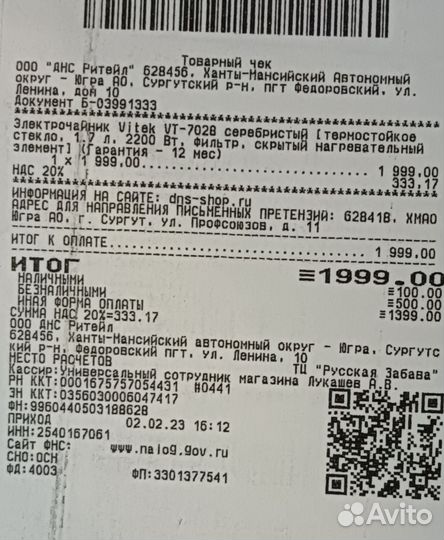 Товарный чек
ООО "ДНС Ритейл" 628456, Ханты-Мансийский Автономный
округ - Югра АО, Сургутский р-н, пгт Федоровский, ул.
Ленина, дом 10
Документ Б-03991333
****************************************
Электрочайник Vitek VT-7028 серебристый [термостойкое
стекло, 1.7 л, 2200 Вт, Фильтр, скрытый нагревательный
элемент] (Гарантия - 12 мес)
1 x 1 999.00 1 999.00
НДС 20% 333,17
****************************************
ИНФОРМАЦИЯ НА САЙТЕ: dns-shop.ru
АДРЕС ДЛЯ НАПРАВЛЕНИЯ ПИСЬМЕННЫХ ПРЕТЕНЗИЙ: 628418, ХМАО
Югра АО, г. Сургут, ул. Профсоюзов, д. 11
ИТОГ К ОПЛАТЕ 1 999.00
ИТОГ ≡1999.00
НАЛИЧНЫМИ ≡100.00
БЕЗНАЛИЧНЫМИ ≡500.00
ИНАЯ ФОРМА ОПЛАТЫ ≡1399.00
СУММА НДС 20%=333.17
ООО ДНС Ритейл
628456, Ханты-Мансийский автономный округ - Югра, Сургутс
кий р-н, Федоровский пгт, ул. Ленина, 10
МЕСТО РАСЧЕТОВ ТЦ "Русская Забава"
Кассир:Универсальный сотрудник магазина Лукашев А.В.
РН ККТ:0001675757054431 #0441
ЗН ККТ:0356030006047417
ФН:9960440503188628
ПРИХОД 02.02.23 16:12
ИНН:2540167061
Сайт ФНС: www.nalog.gov.ru
СНО:ОСН
ФД:4003 ФП:3301377541
Avito